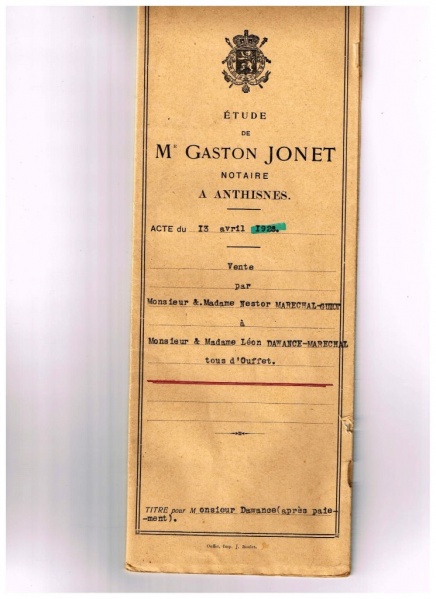 ÉTUDE
DE
Me GASTON JONET
NOTAIRE
A ANTHISNES.
ACTE du 13 avril 1928.
Vente
par
Monsieur &.Madame Nestor MARECHAL-
à
Monsieur & Madame Léon DAWANCE-MARECHAL
tous d'Ouffet.
TITRE pour Monsieur Dawance(après paie-
-ment).
Imp. J.